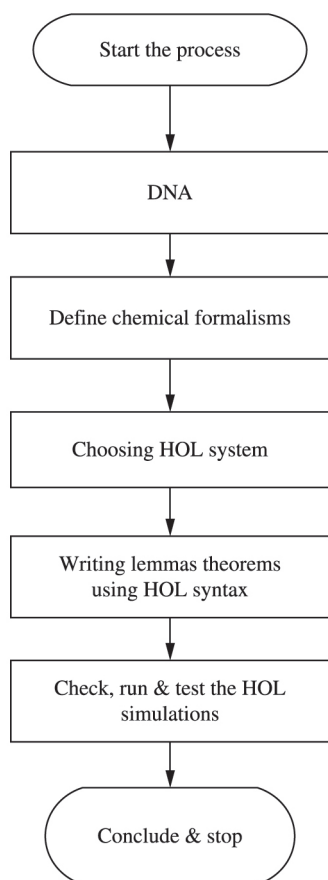 Start the process
DNA
Define chemical formalisms
Choosing HOL system
Writing lemmas theorems
using HOL syntax
Check, run & test the HOL
simulations
Conclude & stop